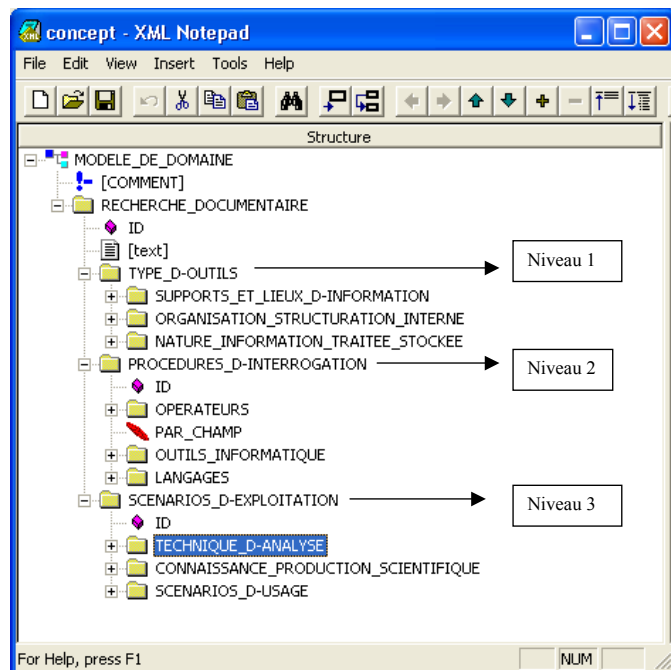 concept - XML Notepad
File Edit View Insert Tools Help
Structure
MODELE_DE_DOMAINE
[COMMENT]
RECHERCHE_DOCUMENTAIRE
ID
[text]
TYPE_D-OUTILS
Niveau 1
SUPPORTS_ET_LIEUX_D-INFORMATION
ORGANISATION_STRUCTURATION_INTERNE
NATURE_INFORMATION_TRAITEE_STOCKEE
PROCEDURES_D-INTERROGATION
Niveau 2
ID
OPERATEURS
PAR_CHAMP
OUTILS_INFORMATIQUE
LANGAGES
SCENARIOS_D-EXPLOITATION
Niveau 3
ID
TECHNIQUE_D-ANALYSE
CONNAISSANCE_PRODUCTION_SCIENTIFIQUE
SCENARIOS_D-USAGE
For Help, press F1
NUM